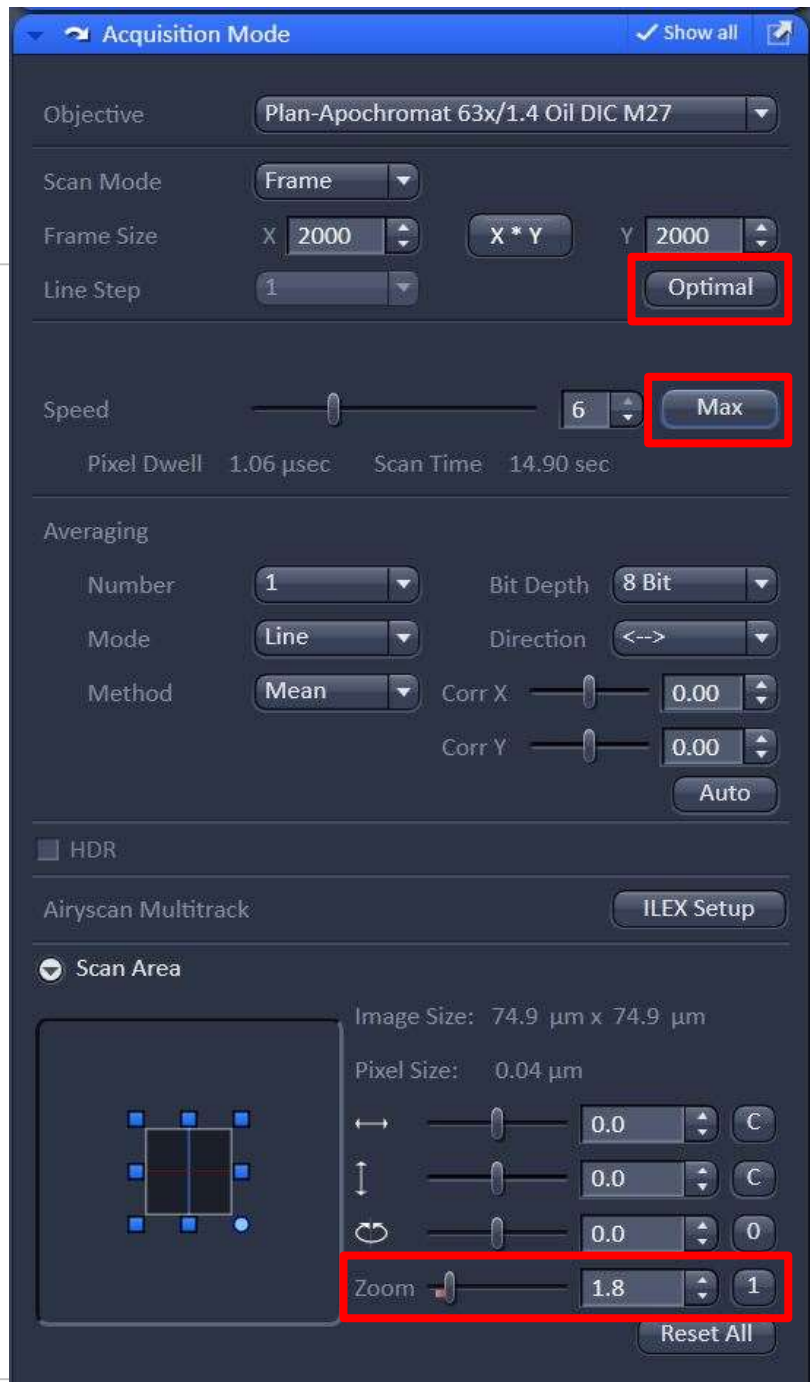 Acquisition Mode Show all
Objective Plan-Apochromat 63x/1.4 Oil DIC M27
Scan Mode Frame
Frame Size X 2000 X * Y Y 2000
Line Step 1 Optimal
Speed 6 Max
Pixel Dwell 1.06 µsec Scan Time 14.90 sec
Averaging
Number 1 Bit Depth 8 Bit
Mode Line Direction <-->
Method Mean Corr X 0.00
Corr Y 0.00
Auto
HDR
Airyscan Multitrack ILEX Setup
Scan Area
Image Size: 74.9 µm x 74.9 µm
Pixel Size: 0.04 µm
0.0 C
0.0 C
0.0 0
Zoom 1.8 1
Reset All